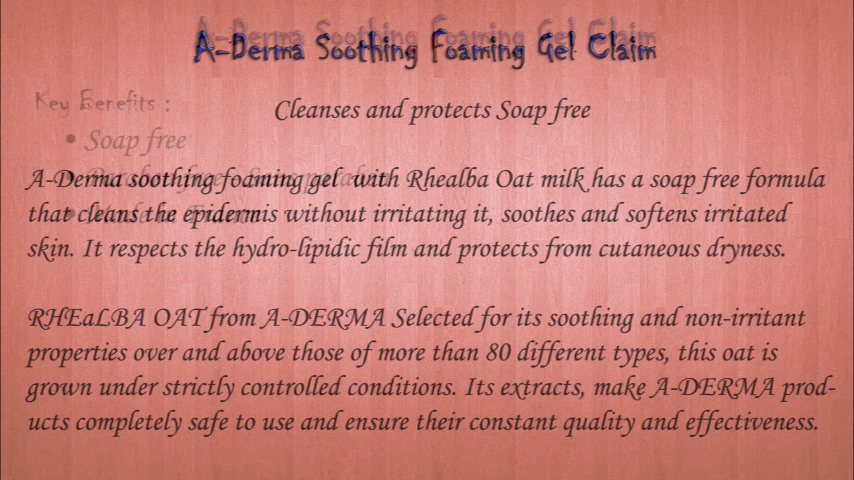 A-Derma Soothing Foaming Gel Claim
Key Benefits :
Cleanses and protects Soap free
• Soap free
A-Derma soothing foaming gel with Rhealba Oat milk has a soap free formula
that cleans the epidermis without irritating it, soothes and softens irritated
skin. It respects the hydro-lipidic film and protects from cutaneous dryness.
RHEaLBA OAT from A-DERMA Selected for its soothing and non-irritant
properties over and above those of more than 80 different types, this oat is
grown under strictly controlled conditions. Its extracts, make A-DERMA prod-
ucts completely safe to use and ensure their constant quality and effectiveness.